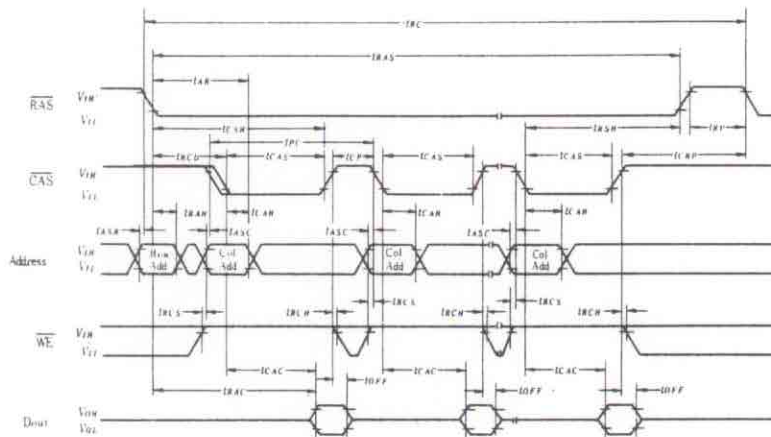 tRC
tRAS
tAR
RAS VIH
VIL
tCSH tRSH tRP
tPC
tRCD tCAS tCP tCAS tCAS tCRP
CAS VIH
VIL
tRAH tCAH tCAH tCAH
tASR tASC tASC tASC
Address VIH
VIL
Row Add Col Add Col Add Col Add
tRCS tRCH tRCS tRCH tRCS tRCH
WE VIH
VIL
tCAC tCAC tCAC
tRAC tOFF tOFF tOFF
Dout VOH
VOL